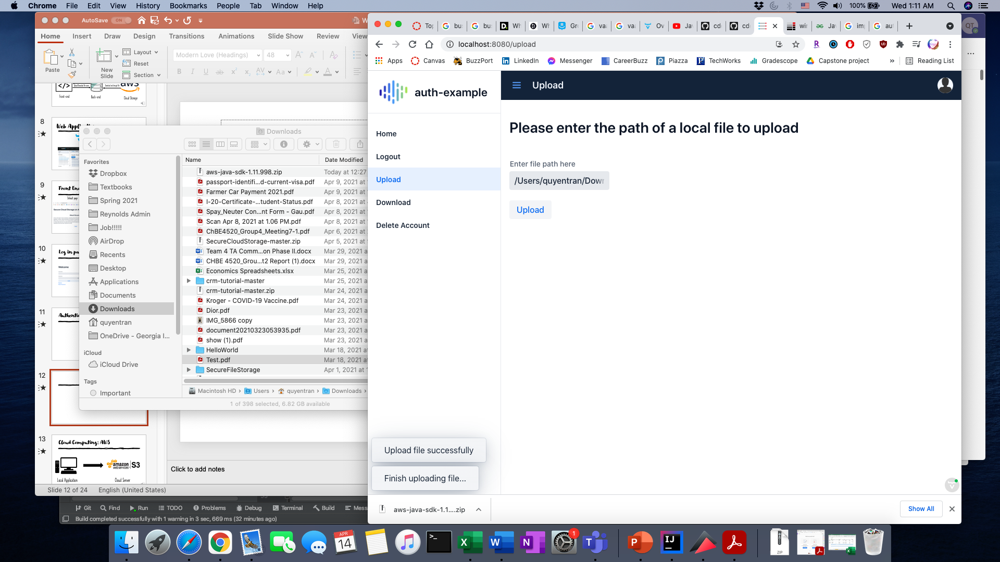 Chrome File Edit View History Bookmarks People Tab Window Help
100% Wed 1:11 AM
AutoSave ON
W
Home Insert Draw Design Transitions Animations Slide Show Review View
Paste
New Slide
Layout
Reset
Section
Modern Love (Headings) 48
B I U ab x² x₂ AV Aa A
Front-end Back-end Cloud Storage
aws
8
9
10
Log in pa
Welcome
11
12
13
Cloud Computing: AWS
amazon web services S3
Local Application Cloud Server
Click to add notes
Slide 12 of 24 English (United States)
Downloads
Favorites
Dropbox
Textbooks
Spring 2021
Reynolds Admin
Job!!!!!
AirDrop
Recents
Desktop
Applications
Documents
Downloads
quyentran
OneDrive - Georgia I...
iCloud
iCloud Drive
Tags
Important
Name Date Modified
aws-java-sdk-1.11.998.zip Today at 12:27
passport-identifi...d-current-visa.pdf Apr 9, 2021 at
Farmer Car Payment 2021.pdf Apr 9, 2021 at
I-20-Certificate-...tudent-Status.pdf Apr 8, 2021 at
Spay_Neuter Con...nt Form - Gau.pdf Apr 8, 2021 at
Scan Apr 8, 2021 at 1.06 PM.pdf Apr 8, 2021 at
ChBE4520_Group4_Meeting7-1.pdf Apr 6, 2021 at
SecureCloudStorage-master.zip Apr 5, 2021 at
Team 4 TA Comm...on Phase II.docx Mar 29, 2021 a
CHBE 4520_Grou...t2 Report (1).docx Mar 29, 2021 a
Economics Spreadsheets.xlsx Mar 25, 2021 a
crm-tutorial-master Mar 25, 2021 a
crm-tutorial-master.zip Mar 24, 2021 a
Kroger - COVID-19 Vaccine.pdf Mar 24, 2021 a
Dior.pdf Mar 23, 2021 a
IMG_5866 copy Mar 23, 2021 a
document20210323053935.pdf Mar 23, 2021 a
show (1).pdf Mar 23, 2021 a
HelloWorld Mar 18, 2021 at
Test.pdf Mar 18, 2021 at
SecureFileStorage Apr 1, 2021 at
Macintosh HD › Users › quyentran › Downloads ›
1 of 398 selected, 6.82 GB available
Git Find Run TODO Problems Debug Terminal Build Mess
Build completed successfully with 1 warning in 3 sec, 669 ms (32 minutes ago)
Top bu bu Wh Wh Gr va va Ov Ja cd cd wi Ja im au
QT
localhost:8080/upload
Apps Canvas BuzzPort LinkedIn Messenger CareerBuzz Piazza TechWorks Gradescope Capstone project » Reading List
auth-example
Upload
Home
Logout
Upload
Download
Delete Account
Please enter the path of a local file to upload
Enter file path here
/Users/quyentran/Dow
Upload
Upload file successfully
Finish uploading file...
aws-java-sdk-1.1....zip
Show All
APR
14
1
ZIP